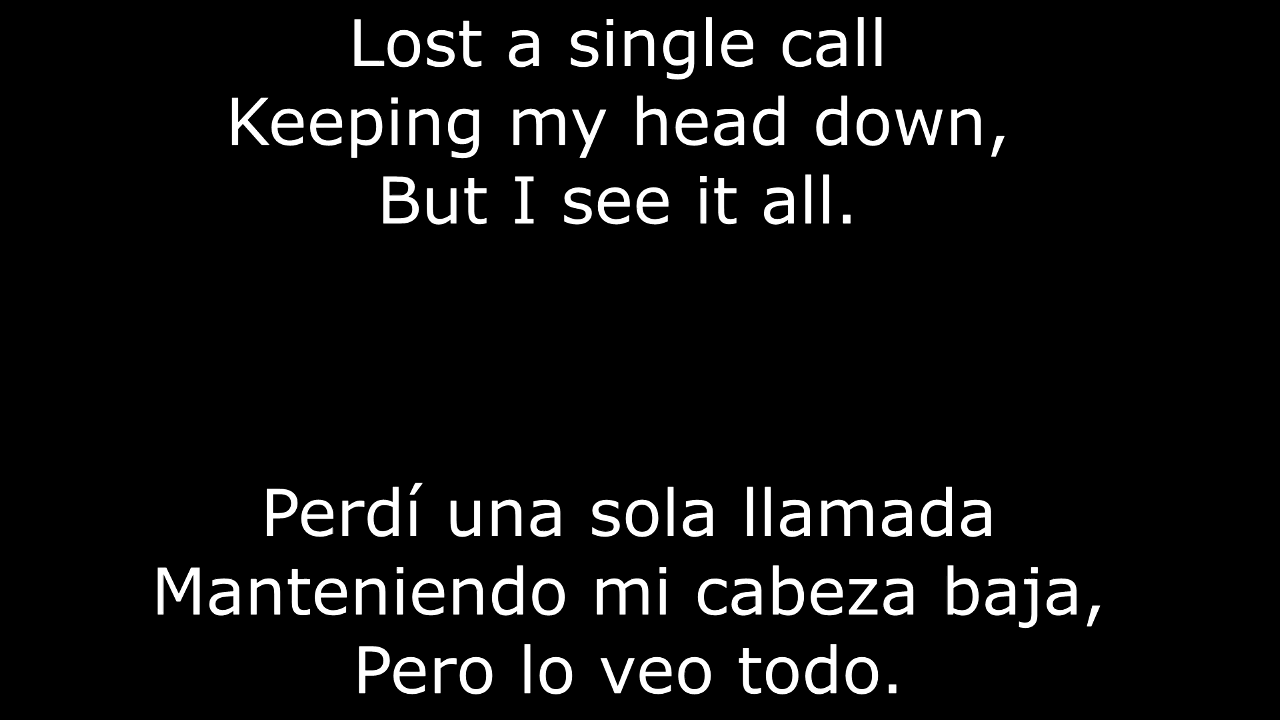 Lost a single call
Keeping my head down,
But I see it all.
Perdí una sola llamada
Manteniendo mi cabeza baja,
Pero lo veo todo.